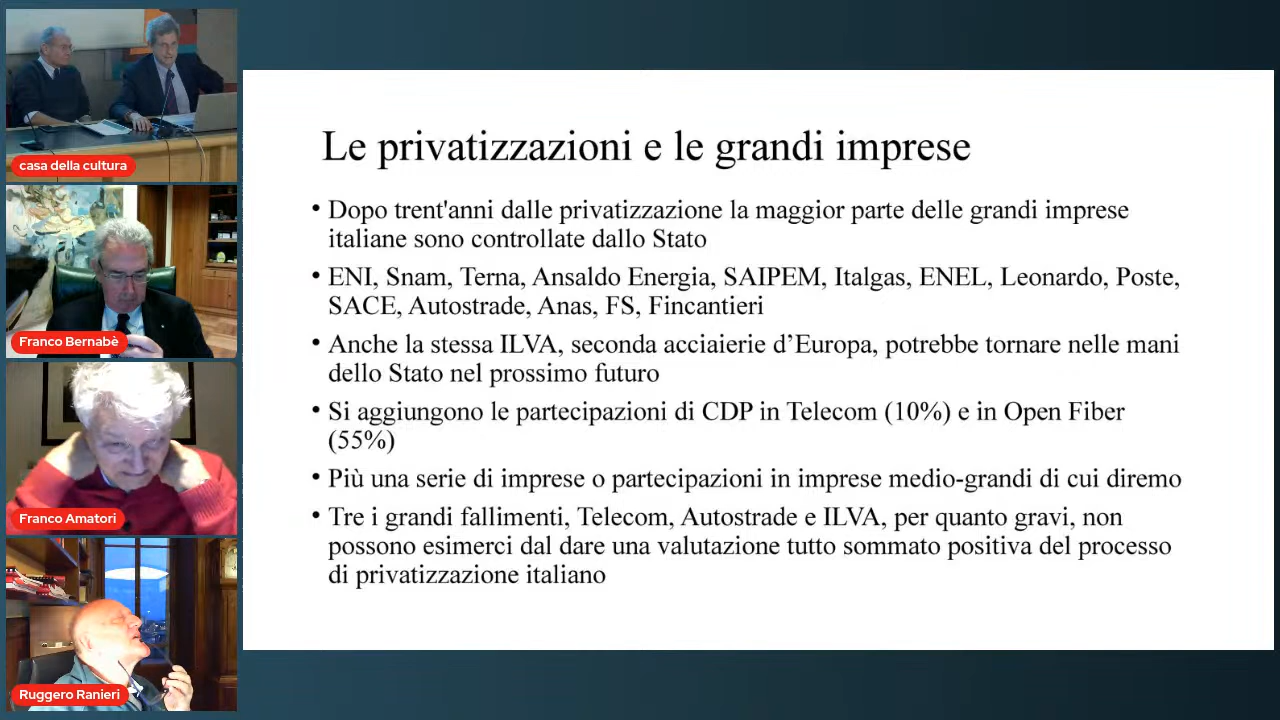 casa della cultura
Franco Bernabè
Franco Amatori
Ruggero Ranieri
Le privatizzazioni e le grandi imprese
• Dopo trent'anni dalle privatizzazione la maggior parte delle grandi imprese
italiane sono controllate dallo Stato
• ENI, Snam, Terna, Ansaldo Energia, SAIPEM, Italgas, ENEL, Leonardo, Poste,
SACE, Autostrade, Anas, FS, Fincantieri
• Anche la stessa ILVA, seconda acciaierie d’Europa, potrebbe tornare nelle mani
dello Stato nel prossimo futuro
• Si aggiungono le partecipazioni di CDP in Telecom (10%) e in Open Fiber
(55%)
• Più una serie di imprese o partecipazioni in imprese medio-grandi di cui diremo
• Tre i grandi fallimenti, Telecom, Autostrade e ILVA, per quanto gravi, non
possono esimerci dal dare una valutazione tutto sommato positiva del processo
di privatizzazione italiano